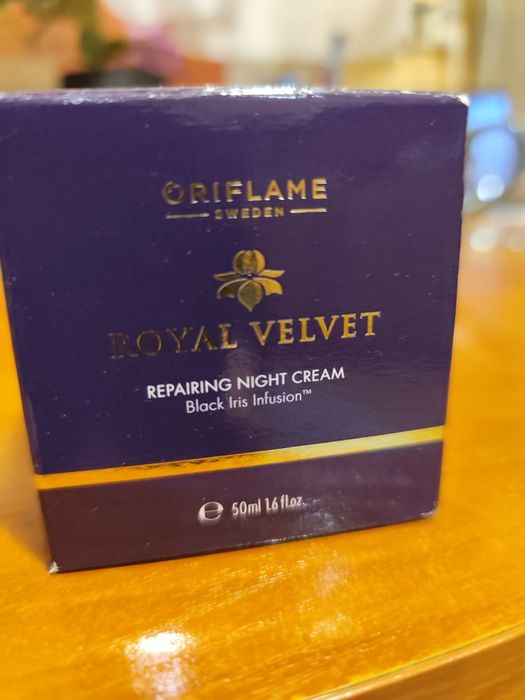 ORIFLAME
SWEDEN
ROYAL VELVET
REPAIRING NIGHT CREAM
Black Iris Infusion™
℮ 50ml 1.6 fl.oz.